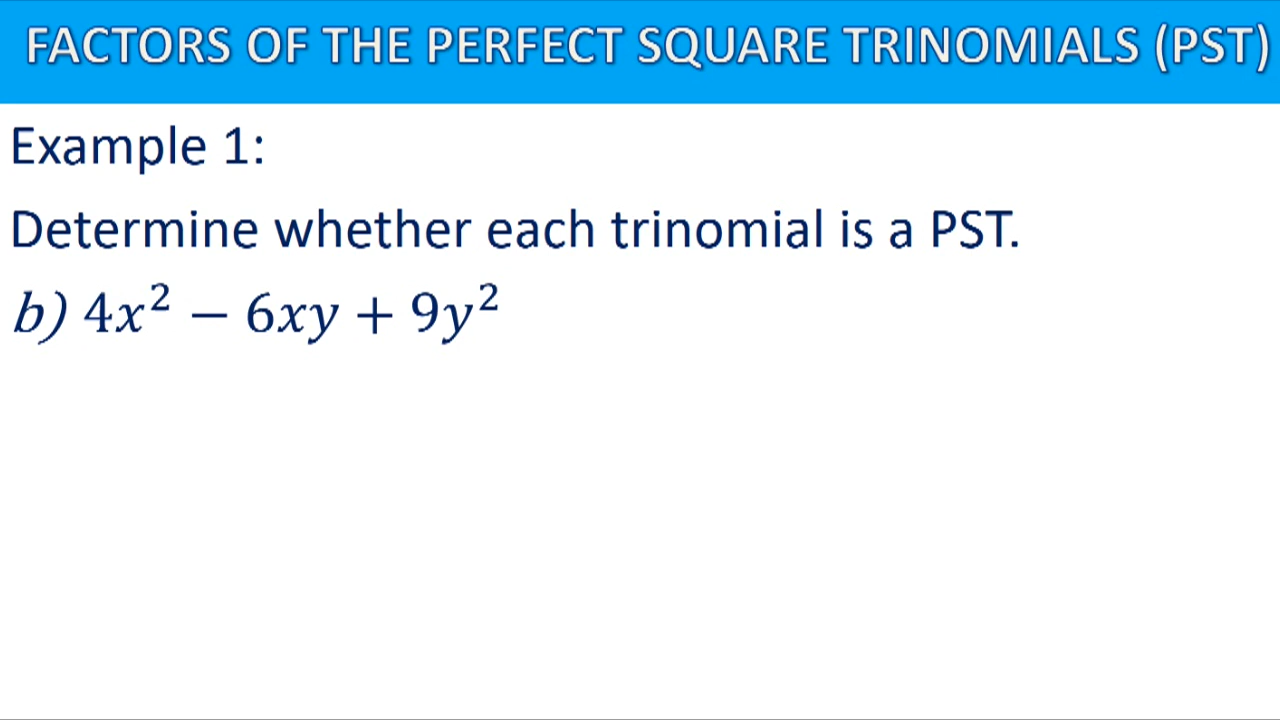 FACTORS OF THE PERFECT SQUARE TRINOMIALS (PST)
Example 1:
Determine whether each trinomial is a PST.
b) 4x² − 6xy + 9y²